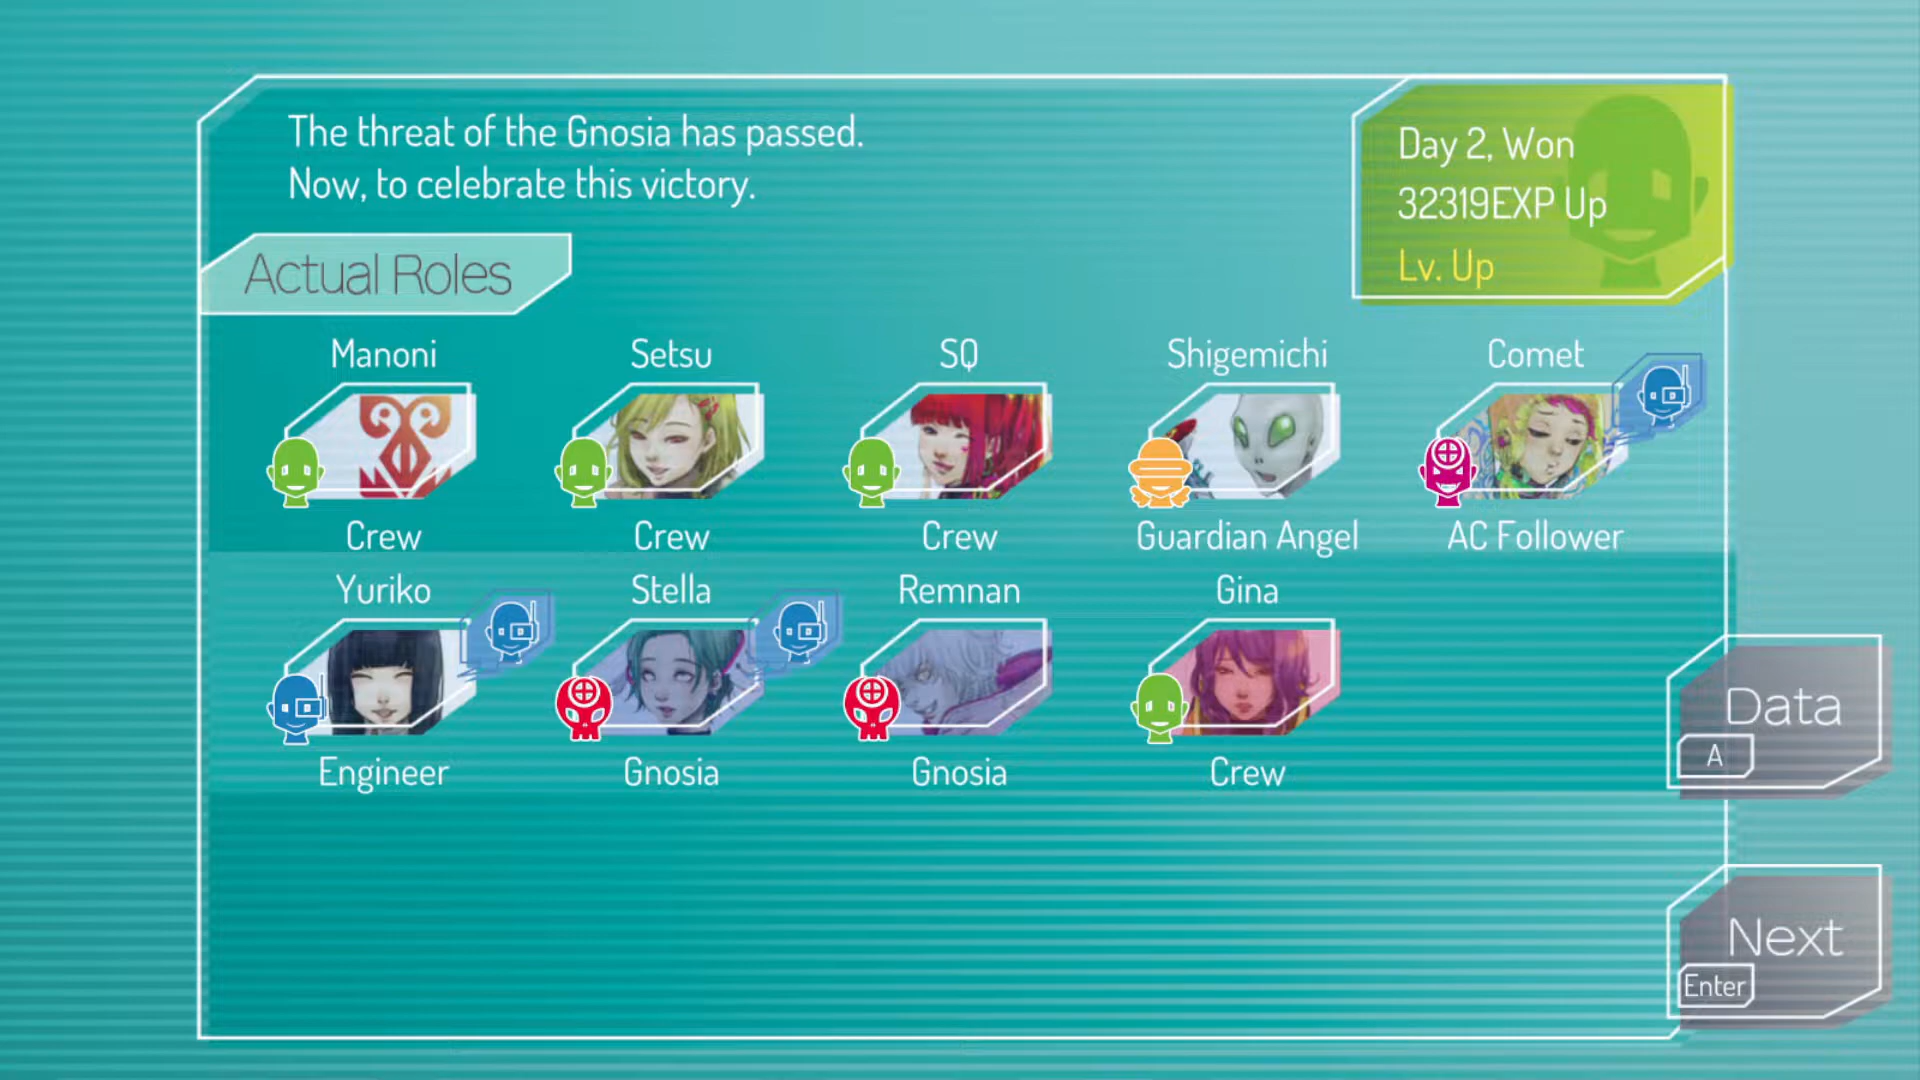 The threat of the Gnosia has passed.
Now, to celebrate this victory.
Day 2, Won
32319EXP Up
Lv. Up
Actual Roles
Manoni
Setsu
SQ
Shigemichi
Comet
Crew
Crew
Crew
Guardian Angel
AC Follower
Yuriko
Stella
Remnan
Gina
Engineer
Gnosia
Gnosia
Crew
Data
A
Next
Enter